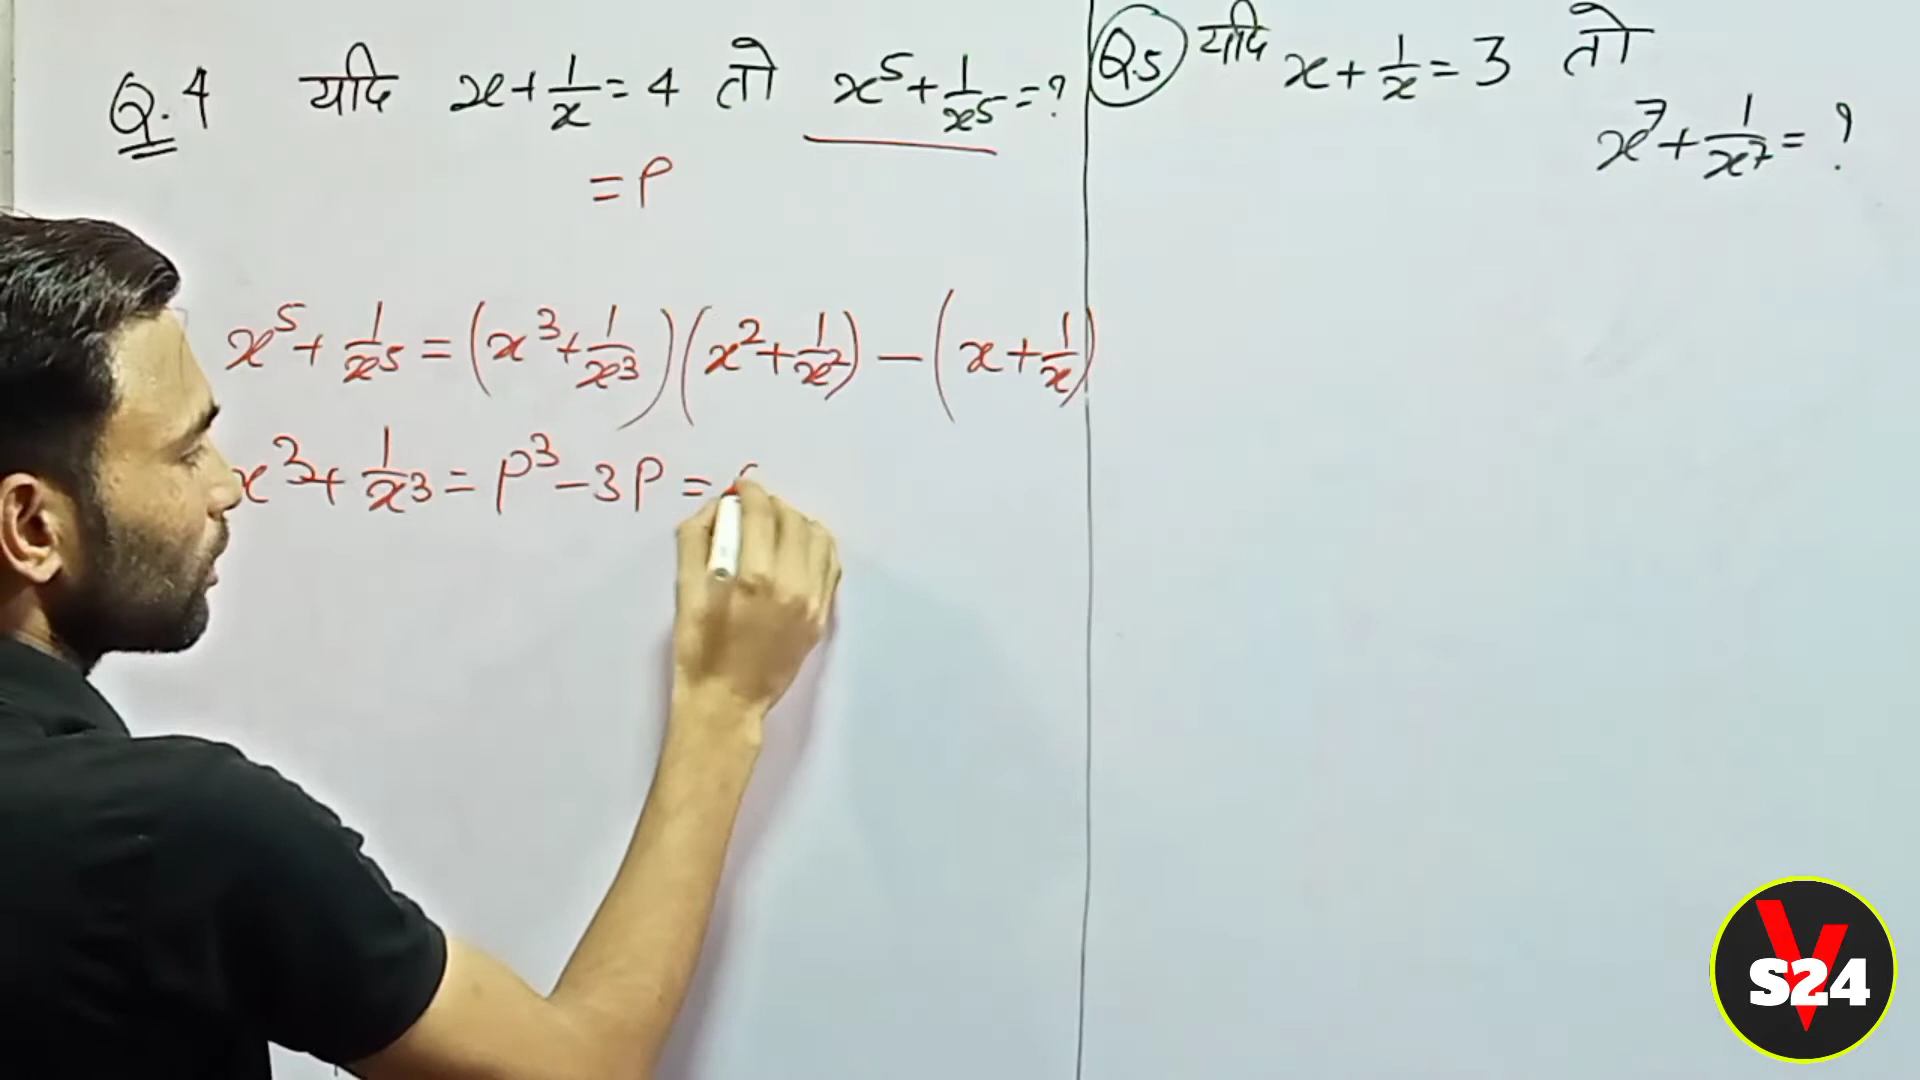 Q.4 यदि x+1/x=4 तो x⁵+1/x⁵=?
=P
x⁵+1/x⁵=(x³+1/x³)(x²+1/x²)-(x+1/x)
x³+1/x³=P³-3P=
Q.5 यदि x+1/x=3 तो
x⁷+1/x⁷=?
V
S24